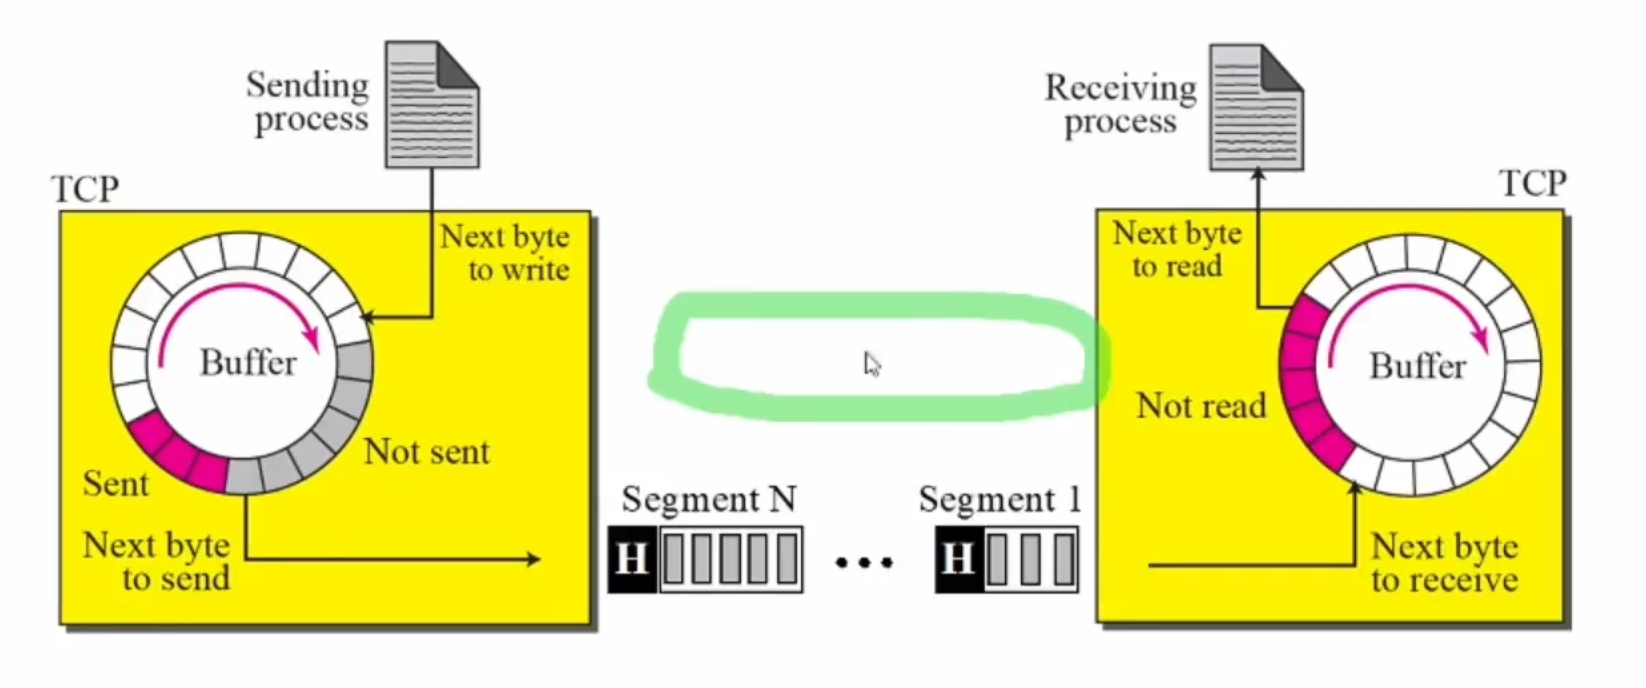 Sending
process
Receiving
process
TCP
TCP
Next byte
to write
Next byte
to read
Buffer
Buffer
Not read
Not sent
Sent
Segment N
Segment 1
H
...
H
Next byte
to send
Next byte
to receive